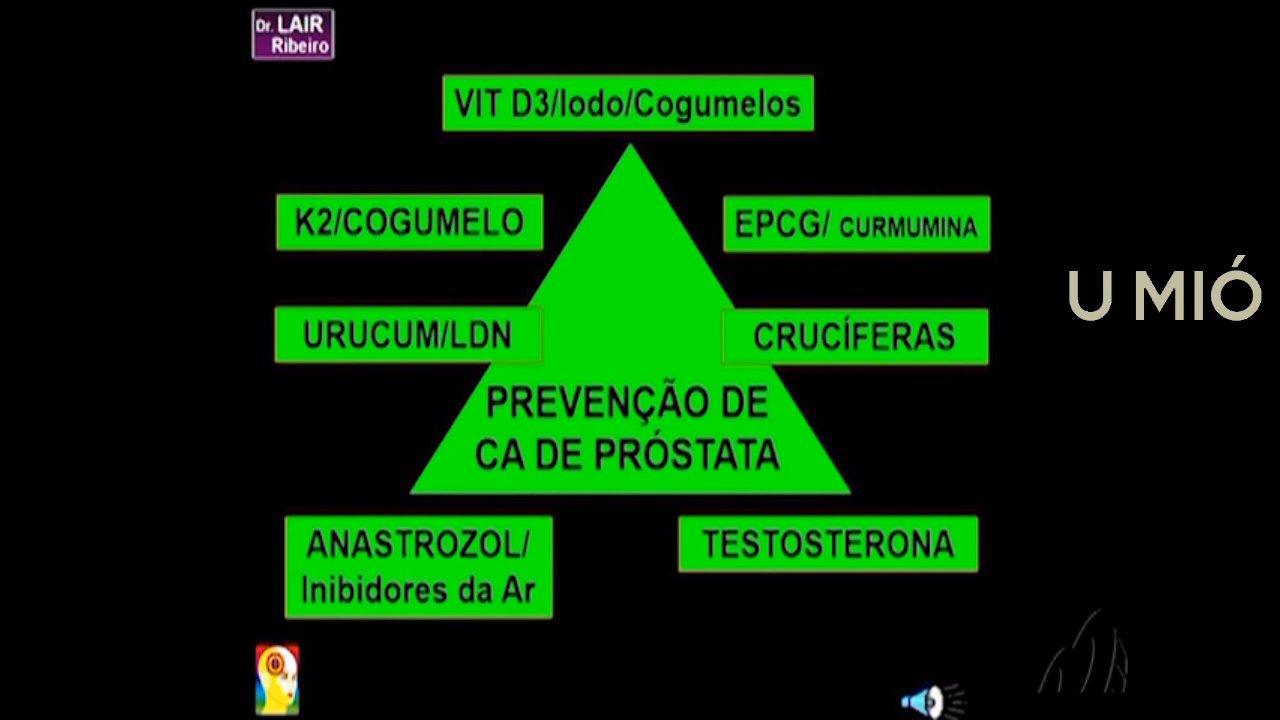 Dr. LAIR
Ribeiro
VIT D3/Iodo/Cogumelos
K2/COGUMELO
EPCG/ CURMUMINA
U MIÓ
URUCUM/LDN
CRUCÍFERAS
PREVENÇÃO DE
CA DE PRÓSTATA
ANASTROZOL/
Inibidores da Ar
TESTOSTERONA